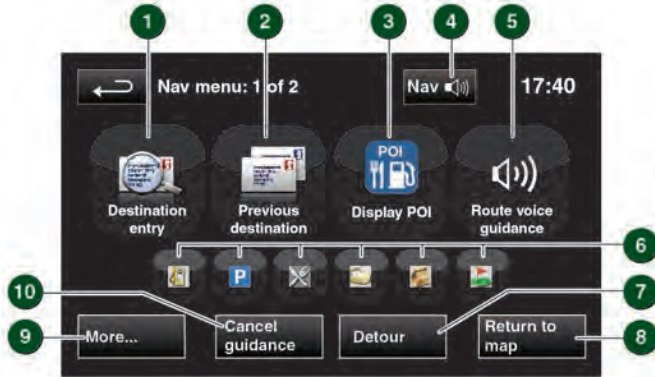 1 2 3 4 5
Nav menu: 1 of 2 Nav 17:40
POI
Destination entry Previous destination Display POI Route voice guidance
P
6
10 7
9 8
More... Cancel guidance Detour Return to map